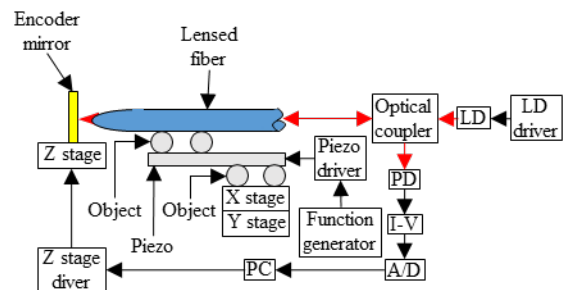 Encoder
mirror
Lensed
fiber
Optical
coupler
LD
LD
driver
Z stage
Piezo
driver
PD
Object
Object
X stage
Y stage
Piezo
Function
generator
I-V
Z stage
diver
PC
A/D